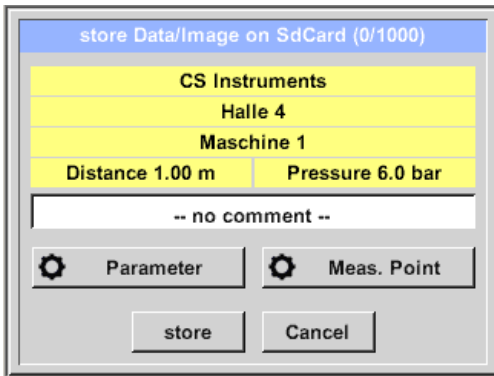 store Data/Image on SdCard (0/1000)
CS Instruments
Halle 4
Maschine 1
Distance 1.00 m Pressure 6.0 bar
-- no comment --
Parameter Meas. Point
store Cancel